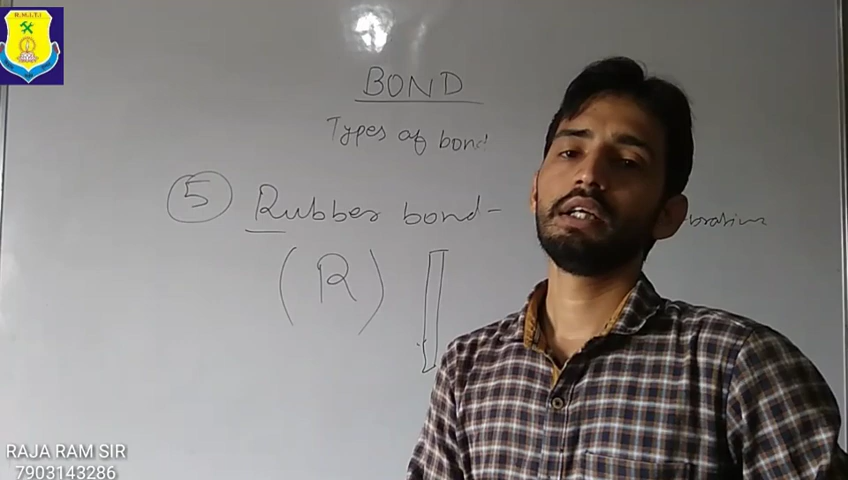 R.M.I.T.I
BOND
Types of bond
5 Rubber bond-
(R)
RAJA RAM SIR
7903143286